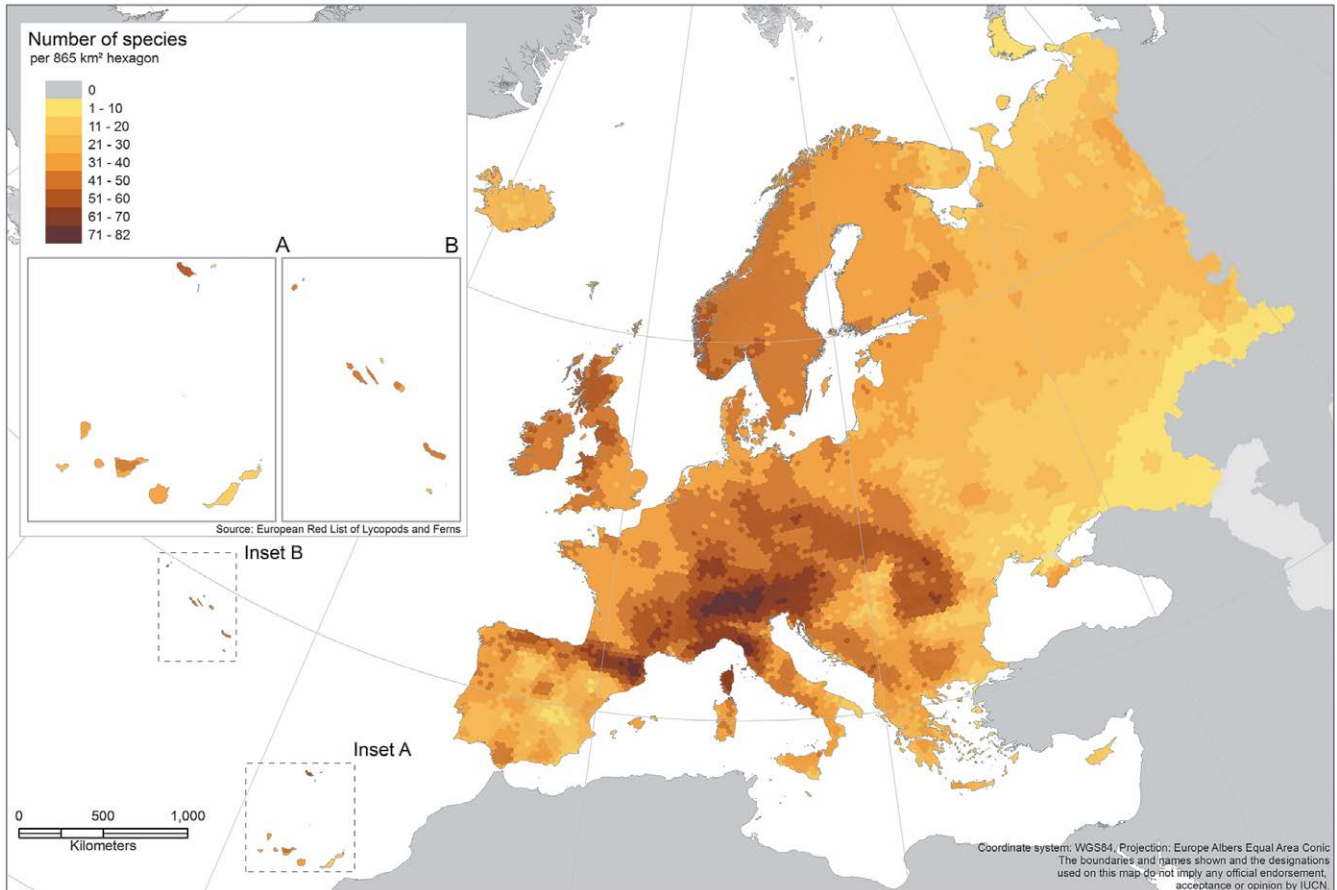 Number of species
per 865 km² hexagon
0
1 - 10
11 - 20
21 - 30
31 - 40
41 - 50
51 - 60
61 - 70
71 - 82
A
B
Source: European Red List of Lycopods and Ferns
Inset B
Inset A
0 500 1,000
Kilometers
Coordinate system: WGS84, Projection: Europe Albers Equal Area Conic
The boundaries and names shown and the designations
used on this map do not imply any official endorsement,
acceptance or opinion by IUCN.